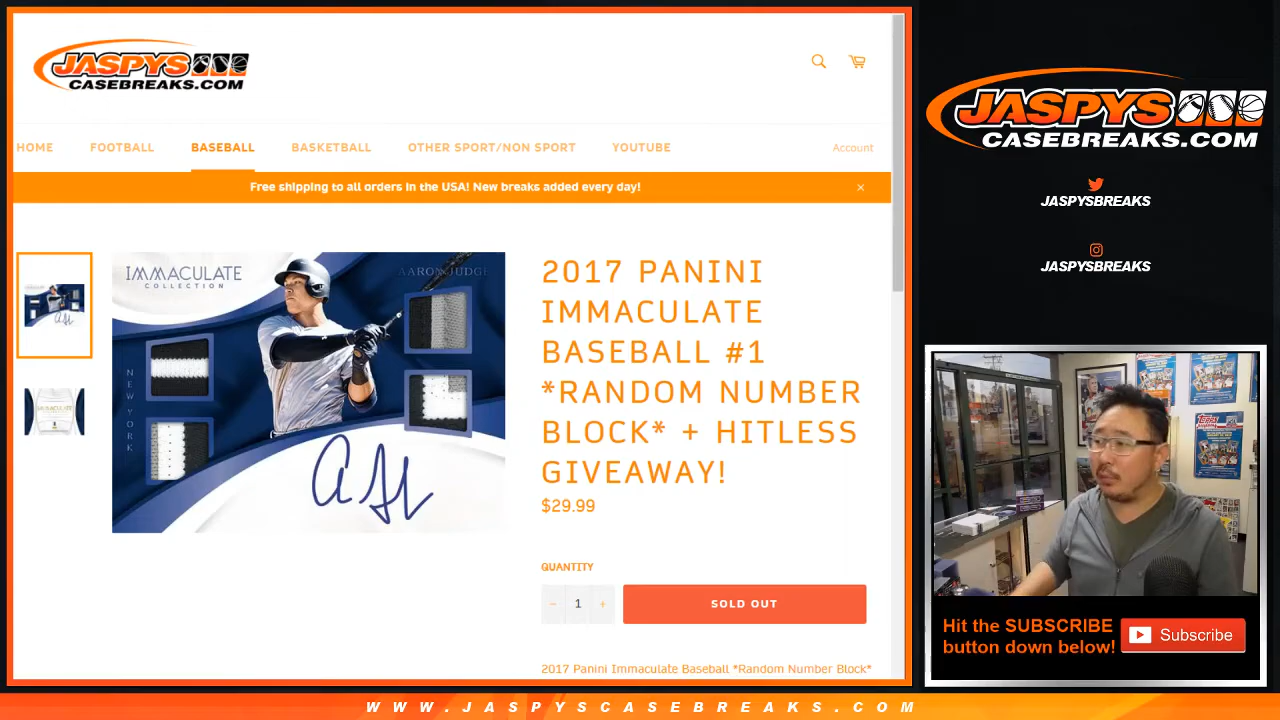 JASPYS
CASEBREAKS.COM
HOME
FOOTBALL
BASEBALL
BASKETBALL
OTHER SPORT/NON SPORT
YOUTUBE
Account
Free shipping to all orders in the USA! New breaks added every day!
IMMACULATE
COLLECTION
AARON JUDGE
NEW YORK
2017 PANINI
IMMACULATE
BASEBALL #1
*RANDOM NUMBER
BLOCK* + HITLESS
GIVEAWAY!
$29.99
QUANTITY
− 1 +
SOLD OUT
2017 Panini Immaculate Baseball *Random Number Block*
JASPYS
CASEBREAKS.COM
JASPYSBREAKS
JASPYSBREAKS
TOPPS
Hit the SUBSCRIBE
button down below!
Subscribe
WWW.JASPYSCASEBREAKS.COM